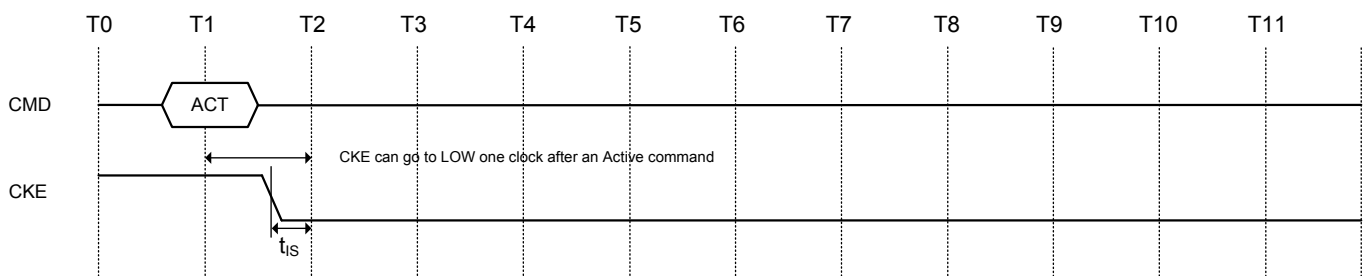 T0 T1 T2 T3 T4 T5 T6 T7 T8 T9 T10 T11
CMD ACT
CKE can go to LOW one clock after an Active command
CKE
tIS